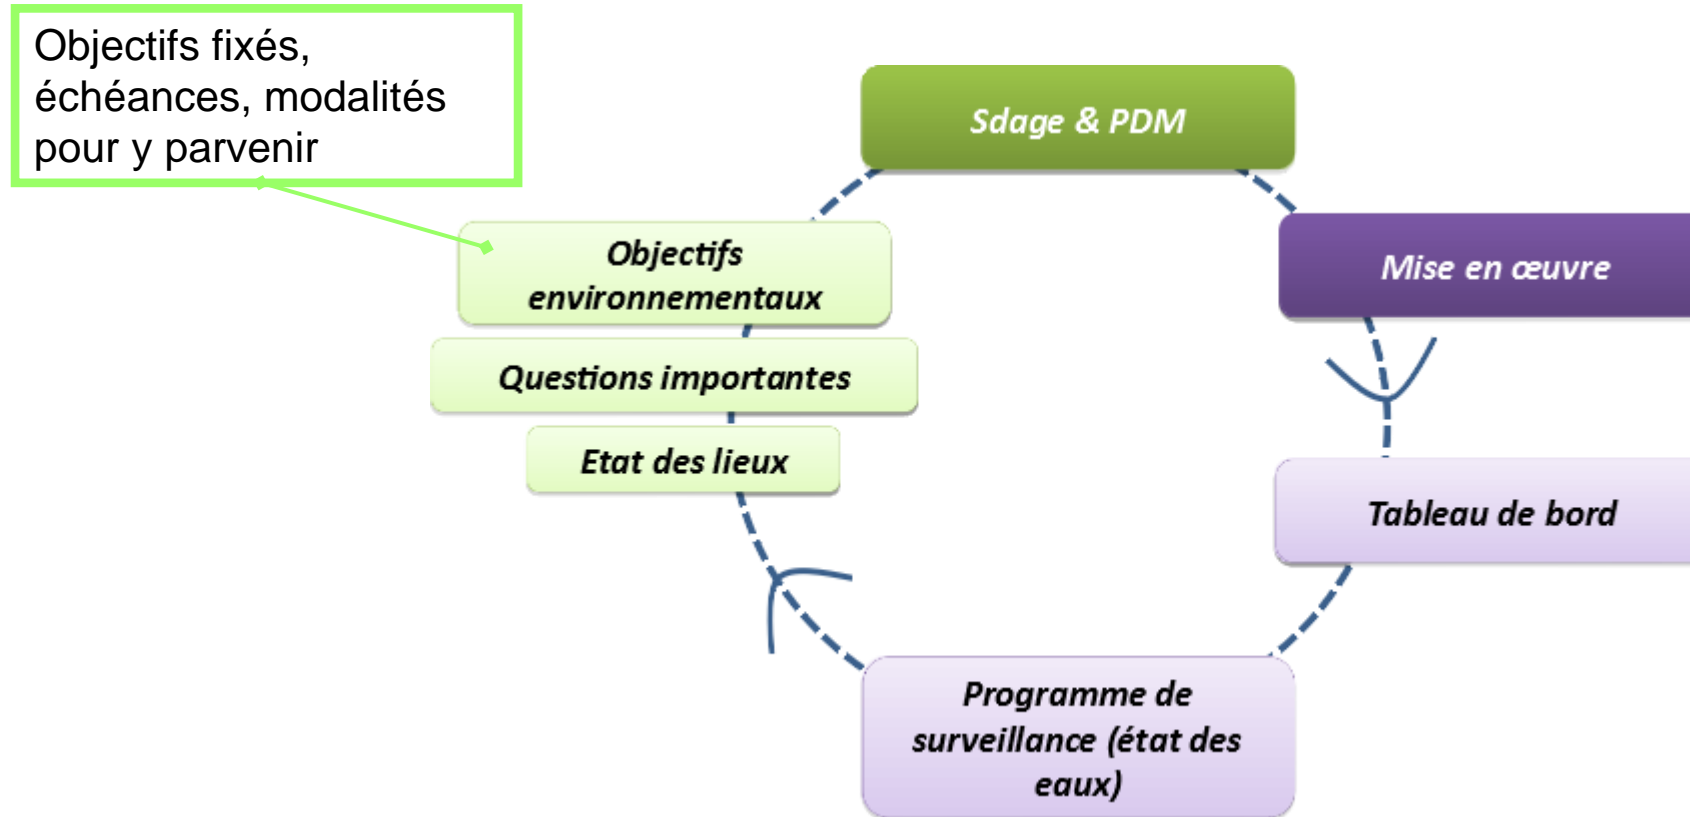 Objectifs fixés,
échéances, modalités
pour y parvenir
Sdage & PDM
Objectifs
environnementaux
Mise en œuvre
Questions importantes
Etat des lieux
Tableau de bord
Programme de
surveillance (état des
eaux)